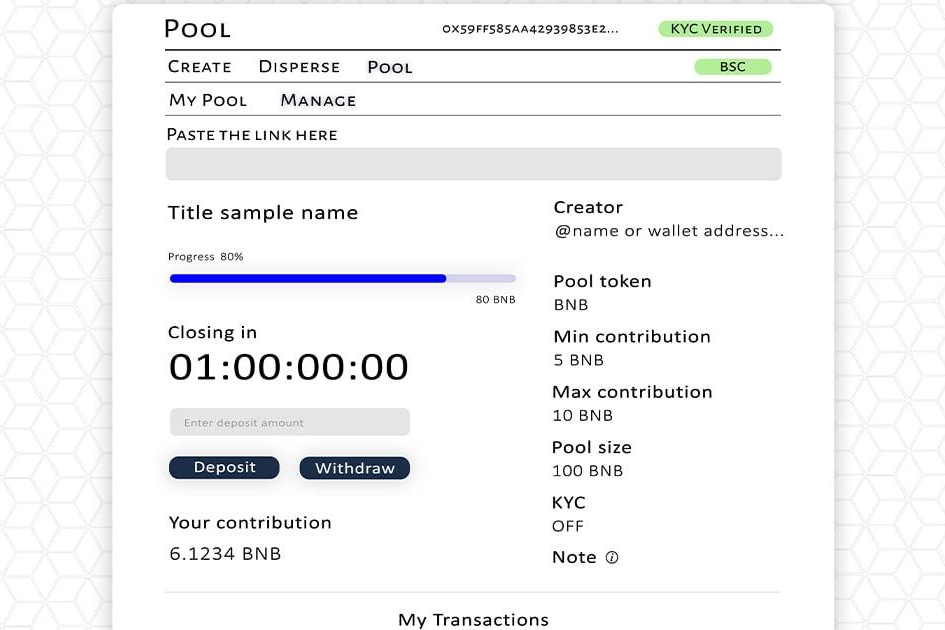 POOL
0X59FF585AA42939853E2...
KYC VERIFIED
CREATE DISPERSE POOL
BSC
MY POOL MANAGE
PASTE THE LINK HERE
Title sample name
Progress 80%
80 BNB
Closing in
01:00:00:00
Enter deposit amount
Deposit Withdraw
Your contribution
6.1234 BNB
Creator
@name or wallet address...
Pool token
BNB
Min contribution
5 BNB
Max contribution
10 BNB
Pool size
100 BNB
KYC
OFF
Note
My Transactions